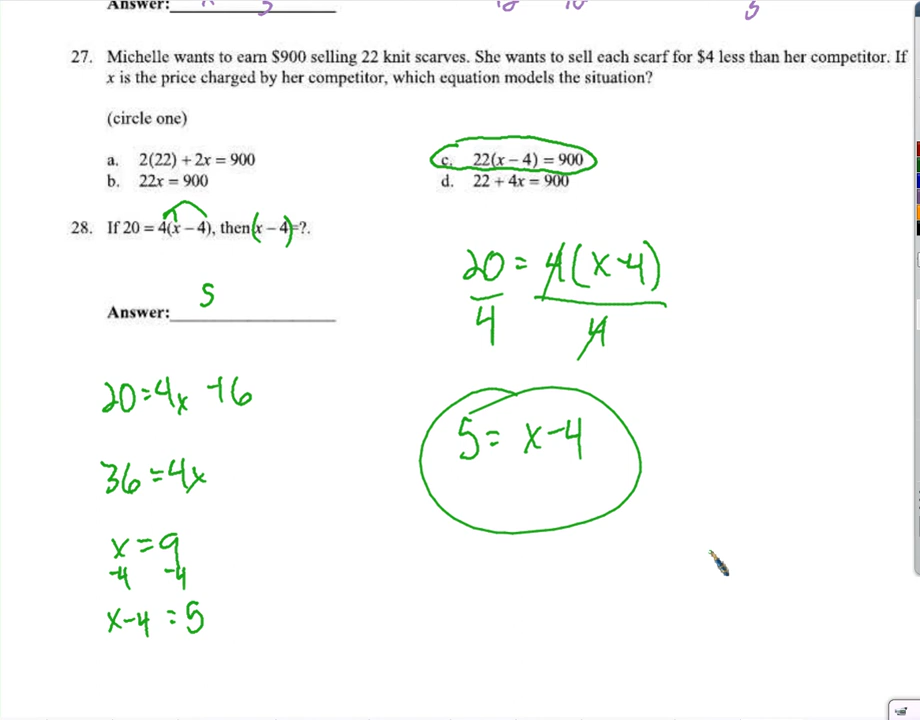 Answer:
27. Michelle wants to earn $900 selling 22 knit scarves. She wants to sell each scarf for $4 less than her competitor. If
x is the price charged by her competitor, which equation models the situation?
(circle one)
a. 2(22) + 2x = 900
c. 22(x – 4) = 900
b. 22x = 900
d. 22 + 4x = 900
28. If 20 = 4(x – 4), then (x – 4)=?.
20 = 4(x-4)
4 4
5
Answer:
20=4x -16
5 = x-4
36=4x
x=9
-4 -4
x-4 = 5